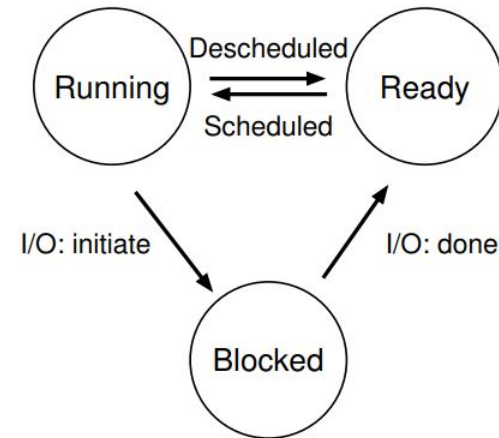 Descheduled
Running
Ready
Scheduled
I/O: initiate
I/O: done
Blocked